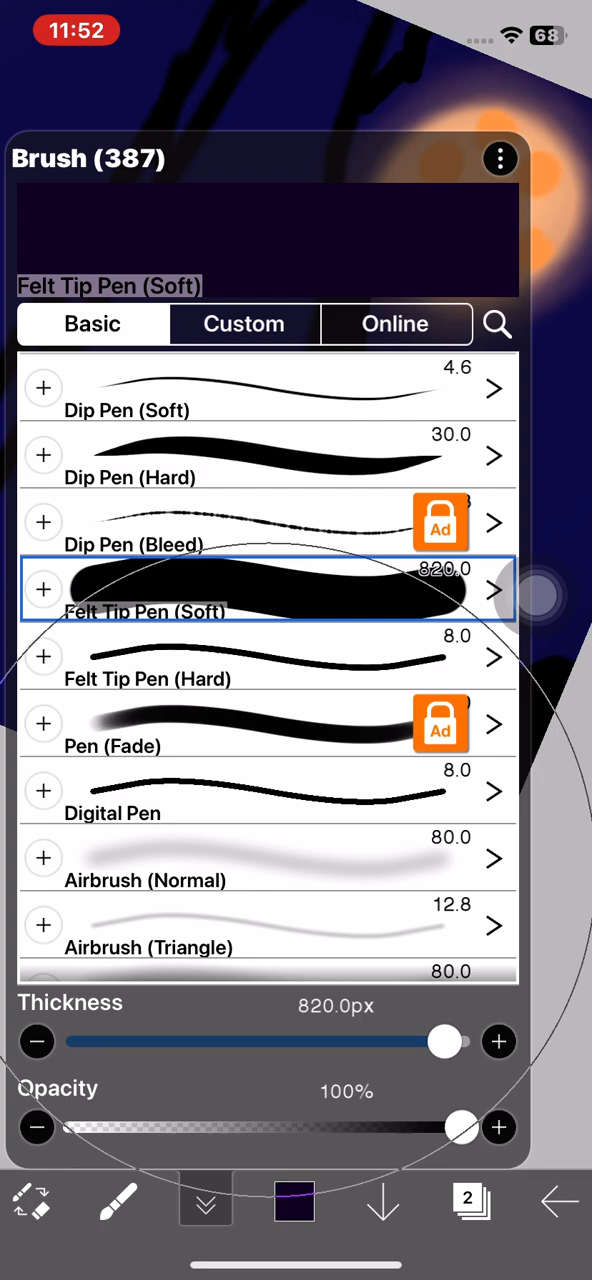 11:52
68
Brush (387)
Felt Tip Pen (Soft)
Basic
Custom
Online
4.6
Dip Pen (Soft)
30.0
Dip Pen (Hard)
Ad
Dip Pen (Bleed)
820.0
Felt Tip Pen (Soft)
8.0
Felt Tip Pen (Hard)
Ad
Pen (Fade)
8.0
Digital Pen
80.0
Airbrush (Normal)
12.8
Airbrush (Triangle)
80.0
Thickness
820.0px
Opacity
100%
2